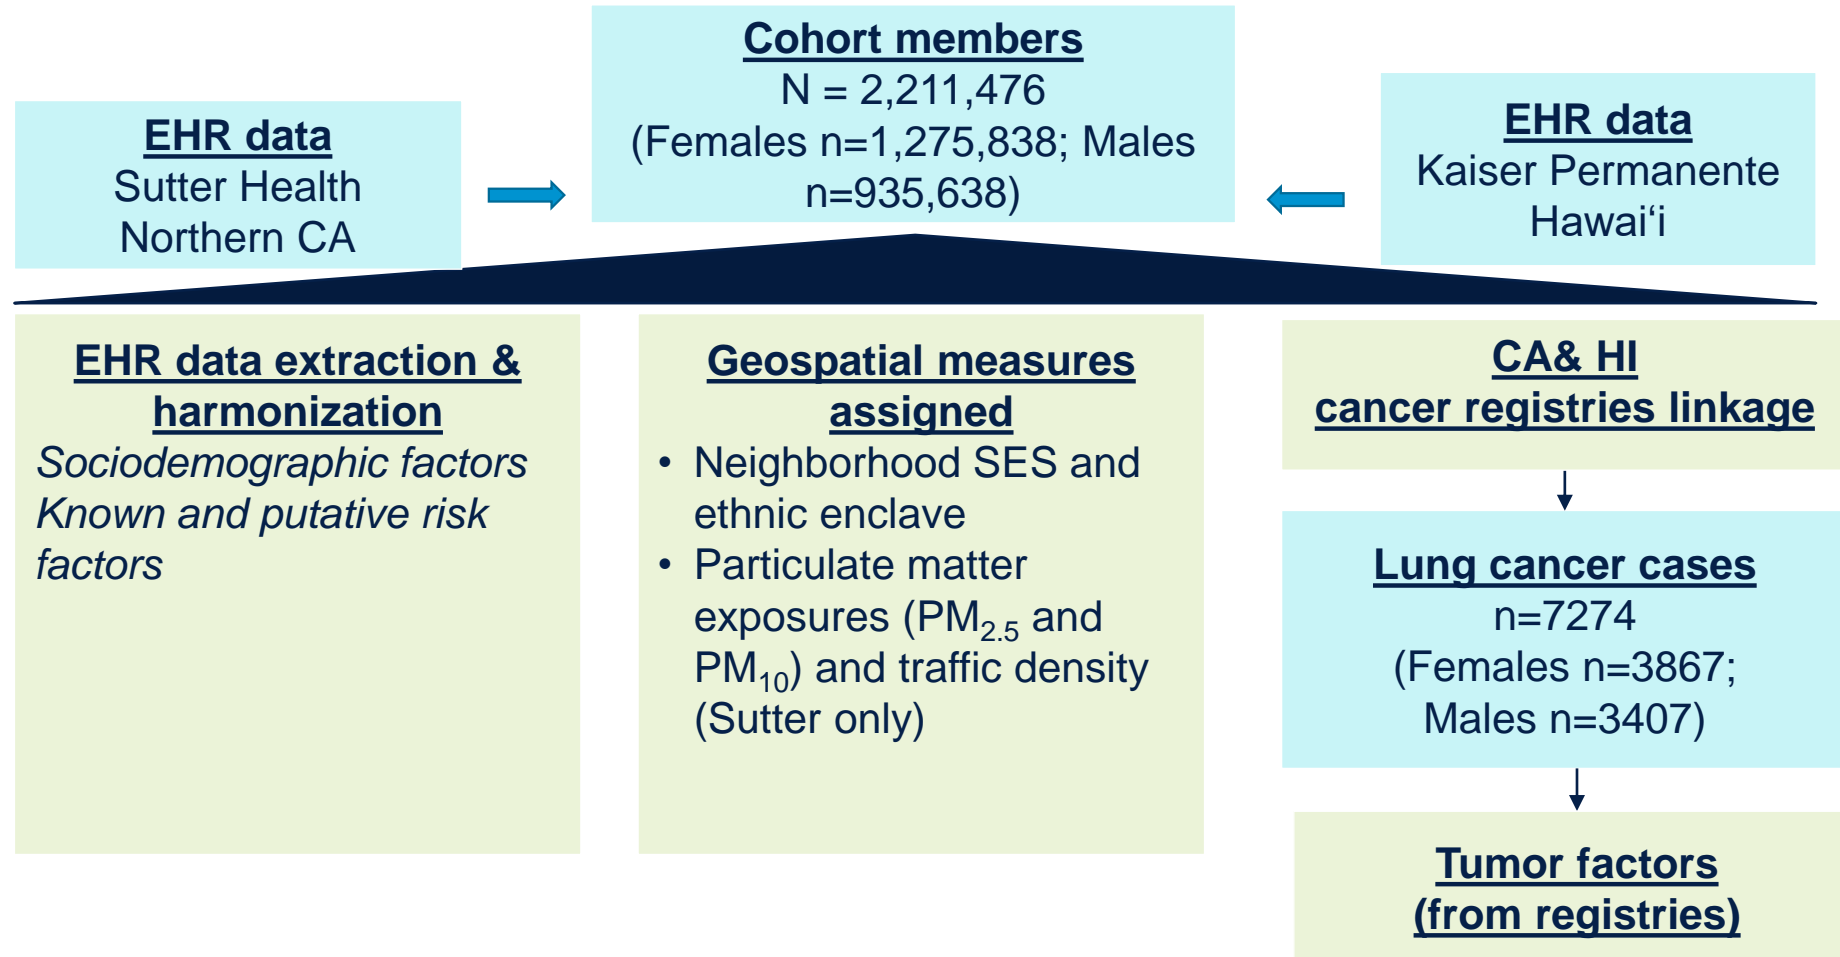 Cohort members
N = 2,211,476
(Females n=1,275,838; Males
n=935,638)
EHR data
Sutter Health
Northern CA
EHR data
Kaiser Permanente
Hawai‘i
EHR data extraction &
harmonization
Sociodemographic factors
Known and putative risk
factors
Geospatial measures
assigned
• Neighborhood SES and
ethnic enclave
• Particulate matter
exposures (PM2.5 and
PM10) and traffic density
(Sutter only)
CA& HI
cancer registries linkage
Lung cancer cases
n=7274
(Females n=3867;
Males n=3407)
Tumor factors
(from registries)